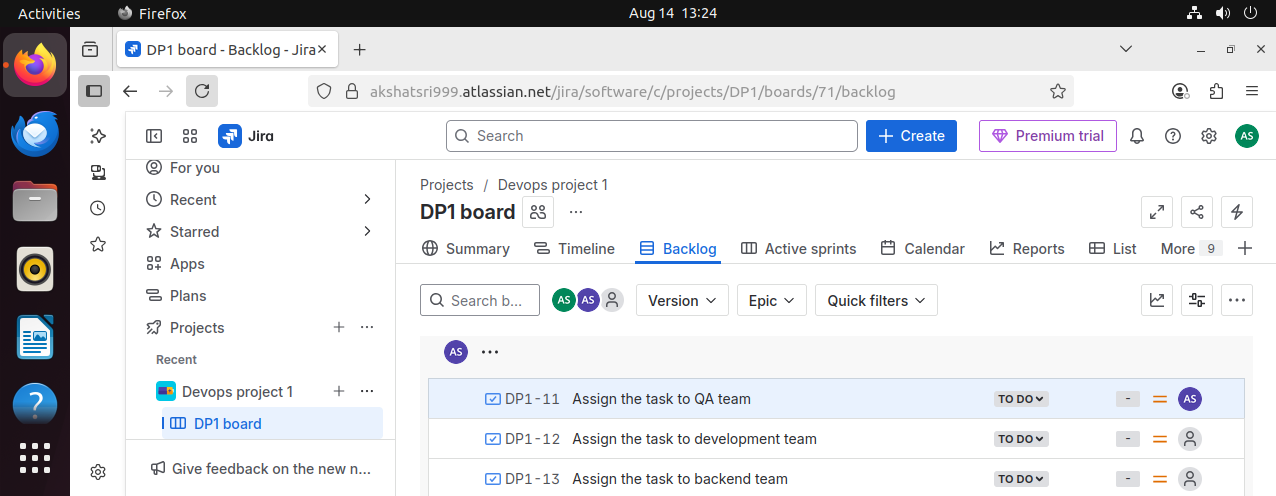 Activities Firefox Aug 14 13:24
DP1 board - Backlog - Jira
akshatsri999.atlassian.net/jira/software/c/projects/DP1/boards/71/backlog
Jira Search Create Premium trial AS
For you
Recent
Starred
Apps
Plans
Projects
Recent
Devops project 1
DP1 board
Give feedback on the new n...
Projects / Devops project 1
DP1 board
Summary Timeline Backlog Active sprints Calendar Reports List More 9
Search b... AS AS Version Epic Quick filters
AS
DP1-11 Assign the task to QA team TO DO - AS
DP1-12 Assign the task to development team TO DO -
DP1-13 Assign the task to backend team TO DO -